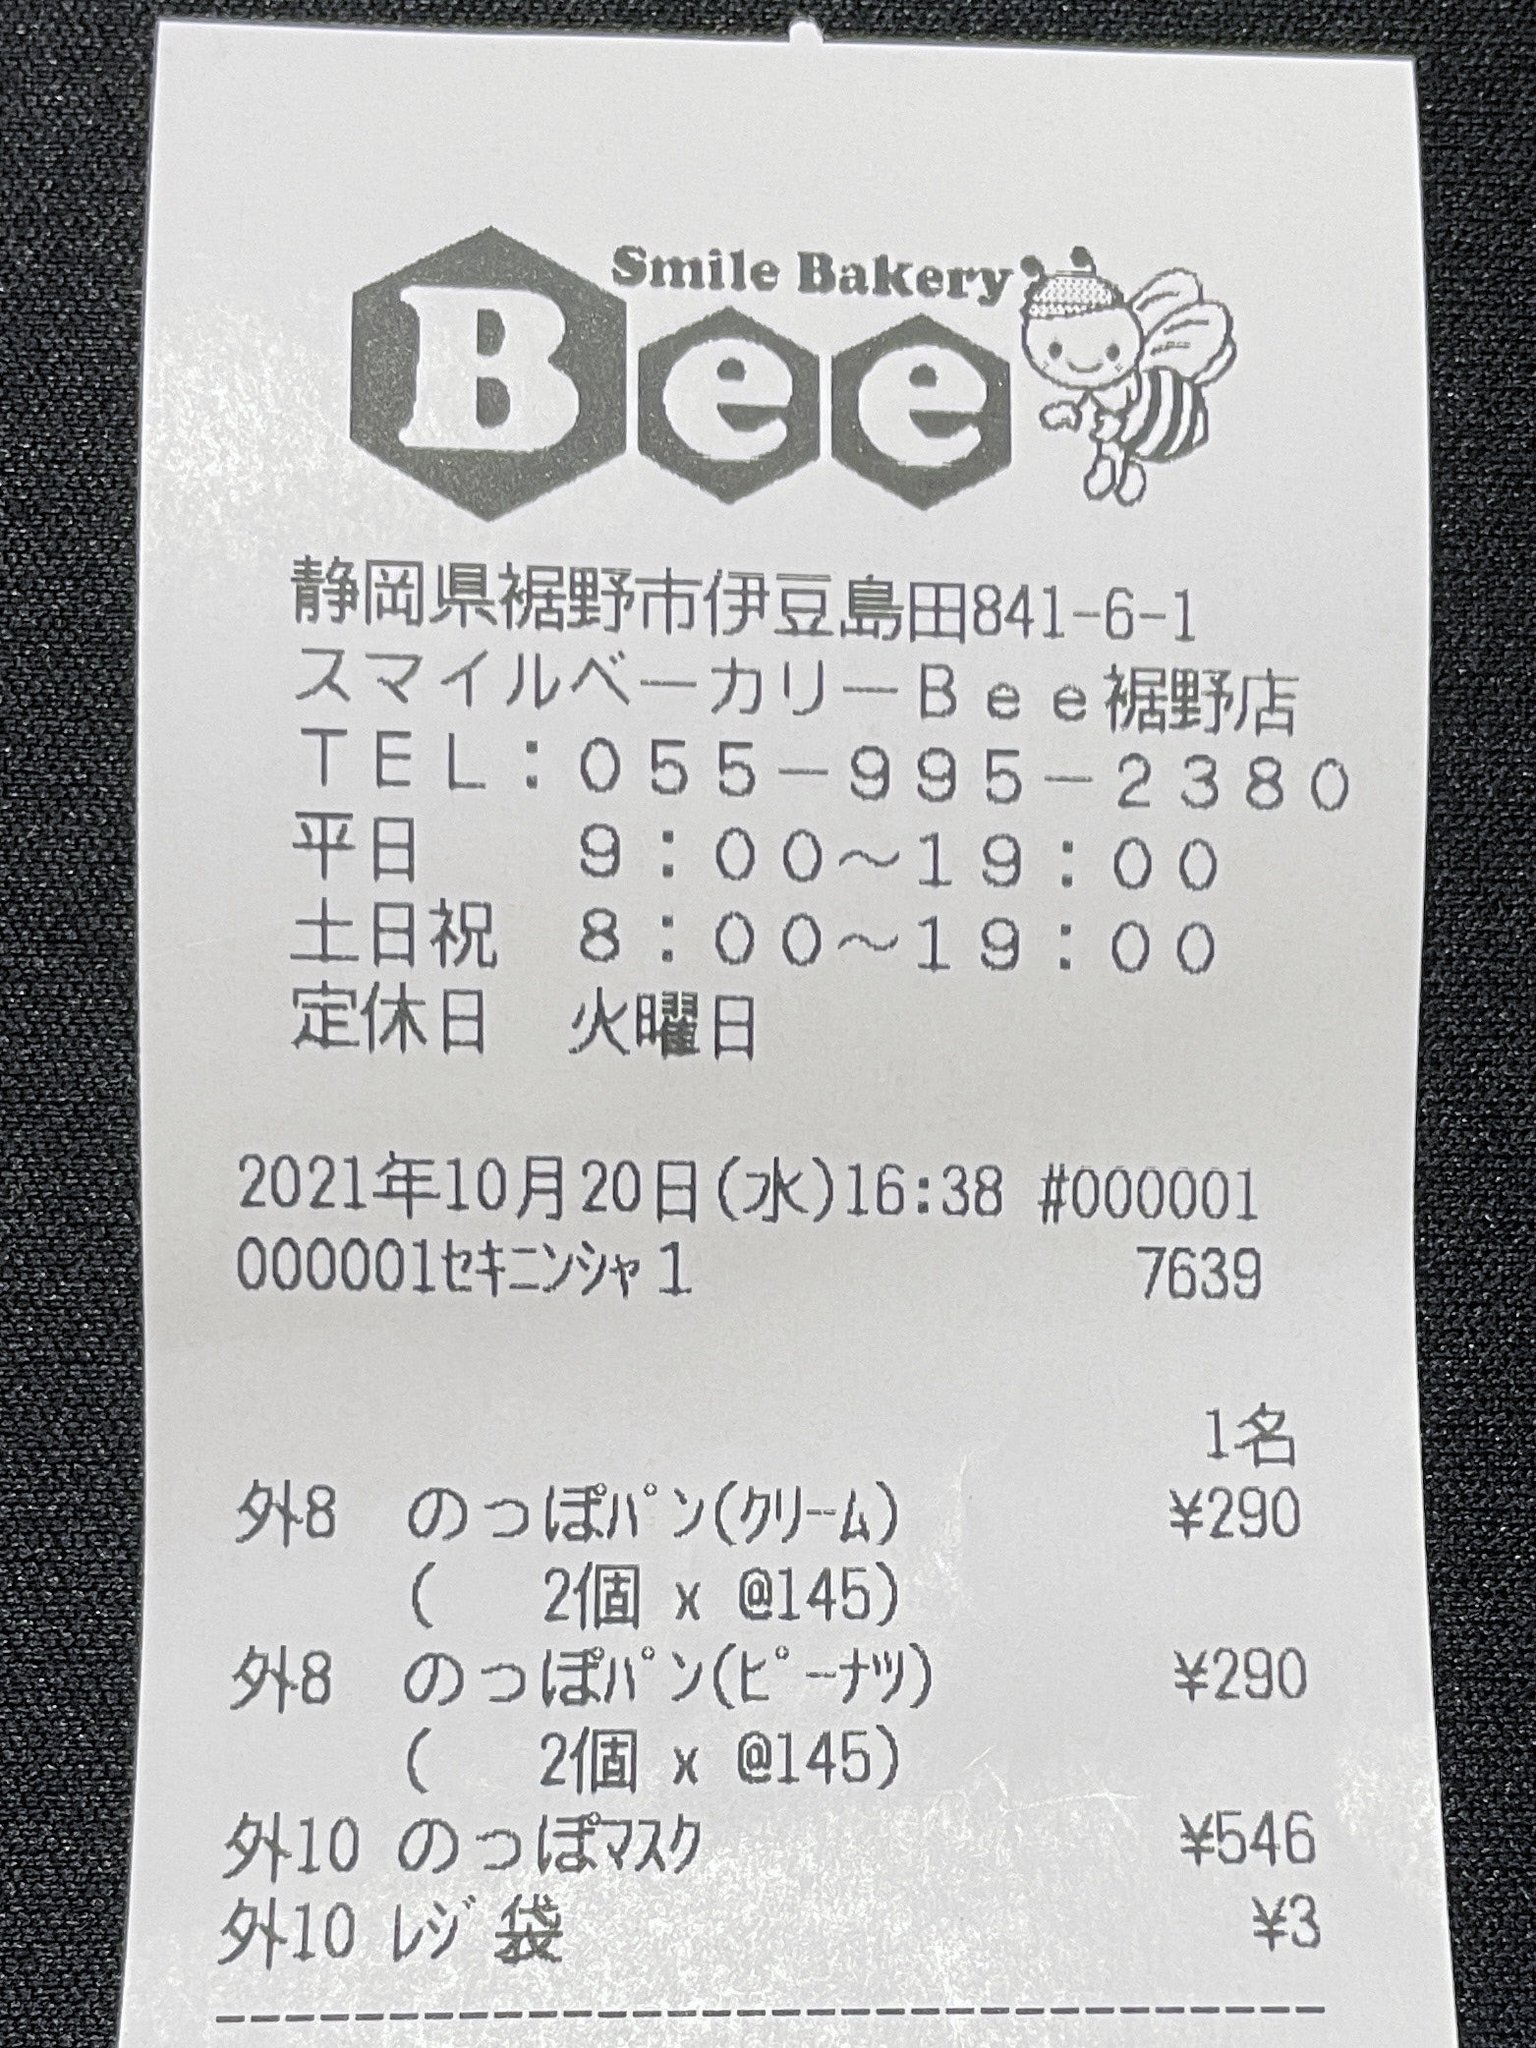 Smile Bakery
Bee
静岡県裾野市伊豆島田841-6-1
スマイルベーカリーＢｅｅ裾野店
ＴＥＬ：０５５－９９５－２３８０
平日　　９：００～１９：００
土日祝　８：００～１９：００
定休日　火曜日
2021年10月20日(水)16:38 #000001
000001ｾｷﾆﾝｼｬ1 7639
1名
外8 のっぽﾊﾟﾝ(ｸﾘｰﾑ) ¥290
( 2個 x @145)
外8 のっぽﾊﾟﾝ(ﾋﾟｰﾅﾂ) ¥290
( 2個 x @145)
外10 のっぽﾏｽｸ ¥546
外10 ﾚｼﾞ袋 ¥3